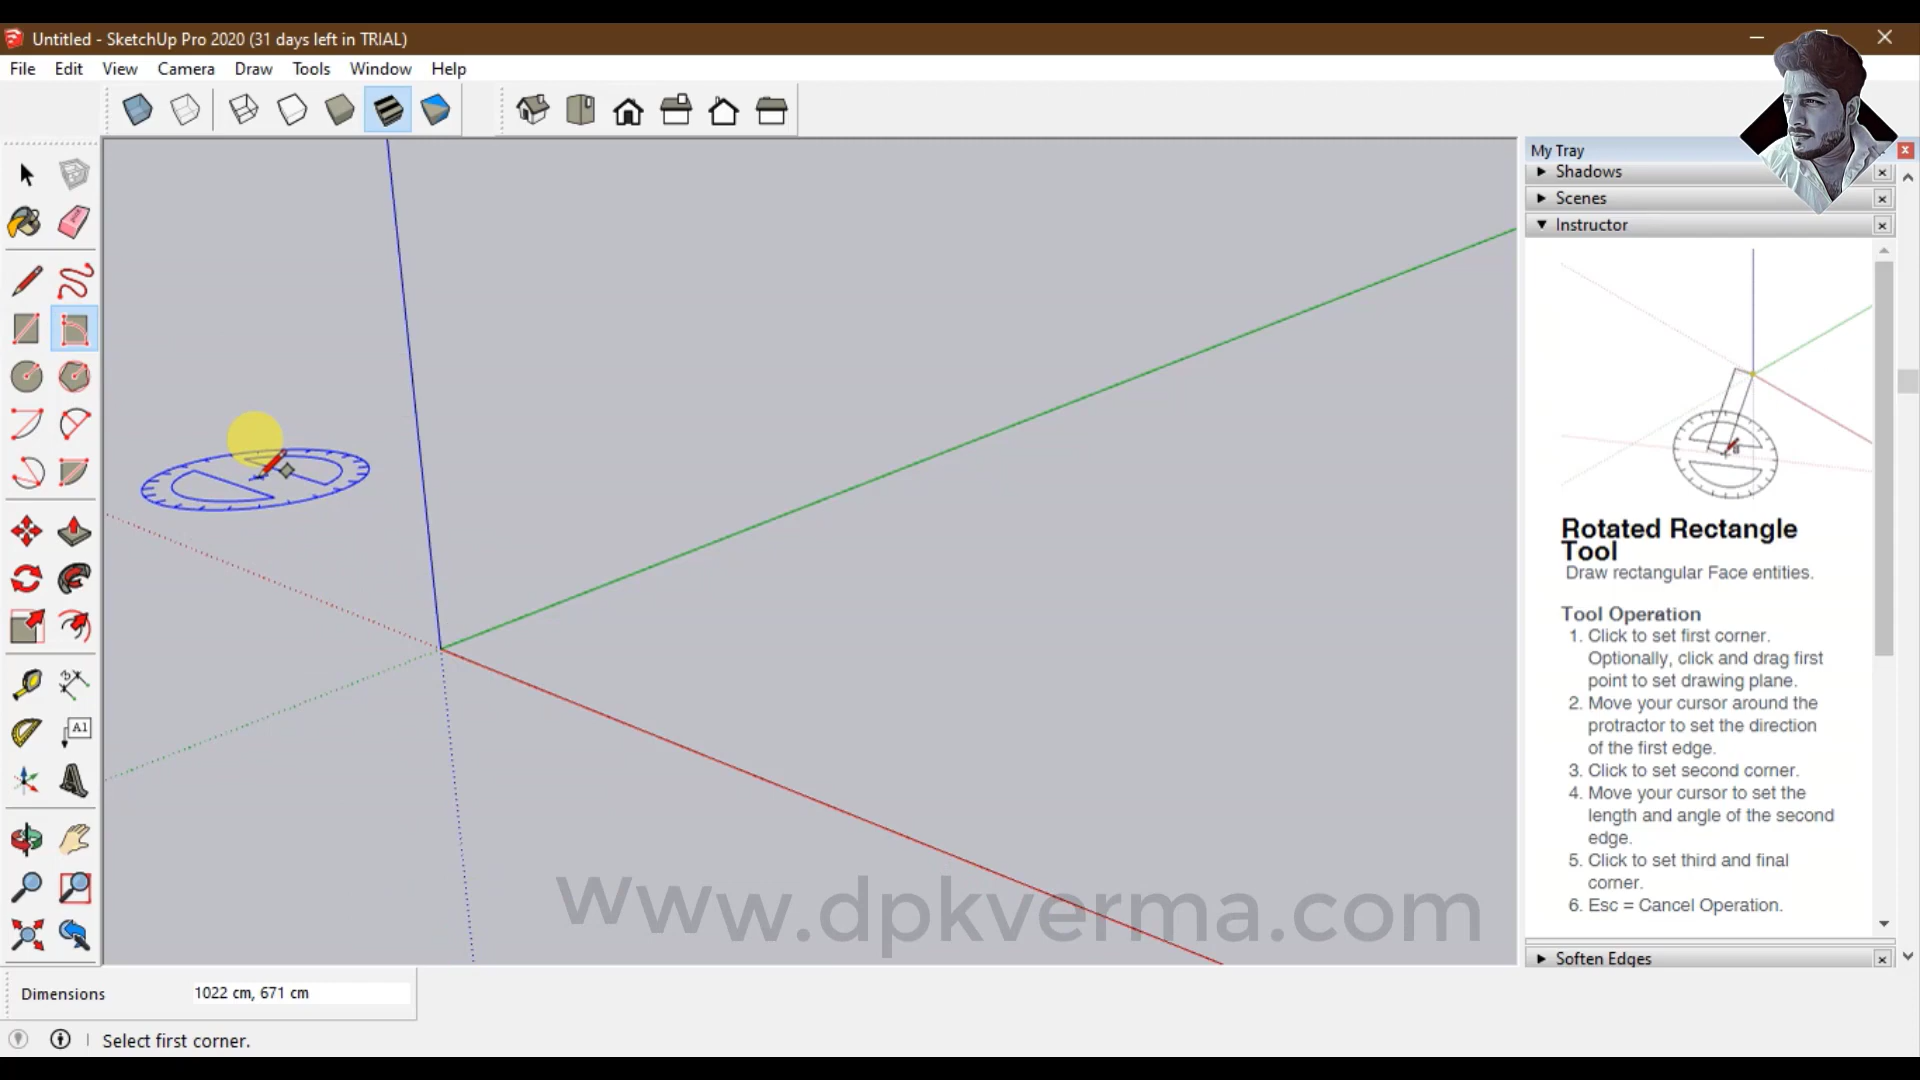 Untitled - SketchUp Pro 2020 (31 days left in TRIAL)
File Edit View Camera Draw Tools Window Help
My Tray
Shadows
Scenes
Instructor
Rotated Rectangle
Tool
Draw rectangular Face entities.
Tool Operation
1. Click to set first corner.
Optionally, click and drag first
point to set drawing plane.
2. Move your cursor around the
protractor to set the direction
of the first edge.
3. Click to set second corner.
4. Move your cursor to set the
length and angle of the second
edge.
5. Click to set third and final
corner.
6. Esc = Cancel Operation.
A1
www.dpkverma.com
Soften Edges
Dimensions 1022 cm, 671 cm
Select first corner.